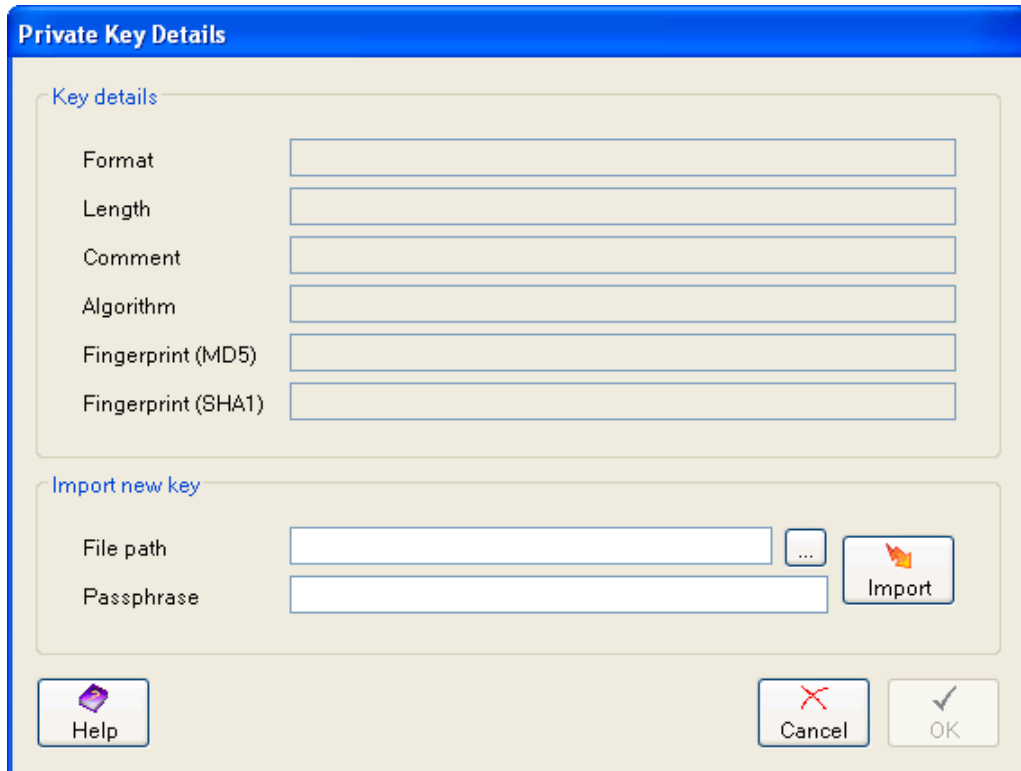 Private Key Details
Key details
Format
Length
Comment
Algorithm
Fingerprint (MD5)
Fingerprint (SHA1)
Import new key
File path
...
Import
Passphrase
Help
Cancel
OK